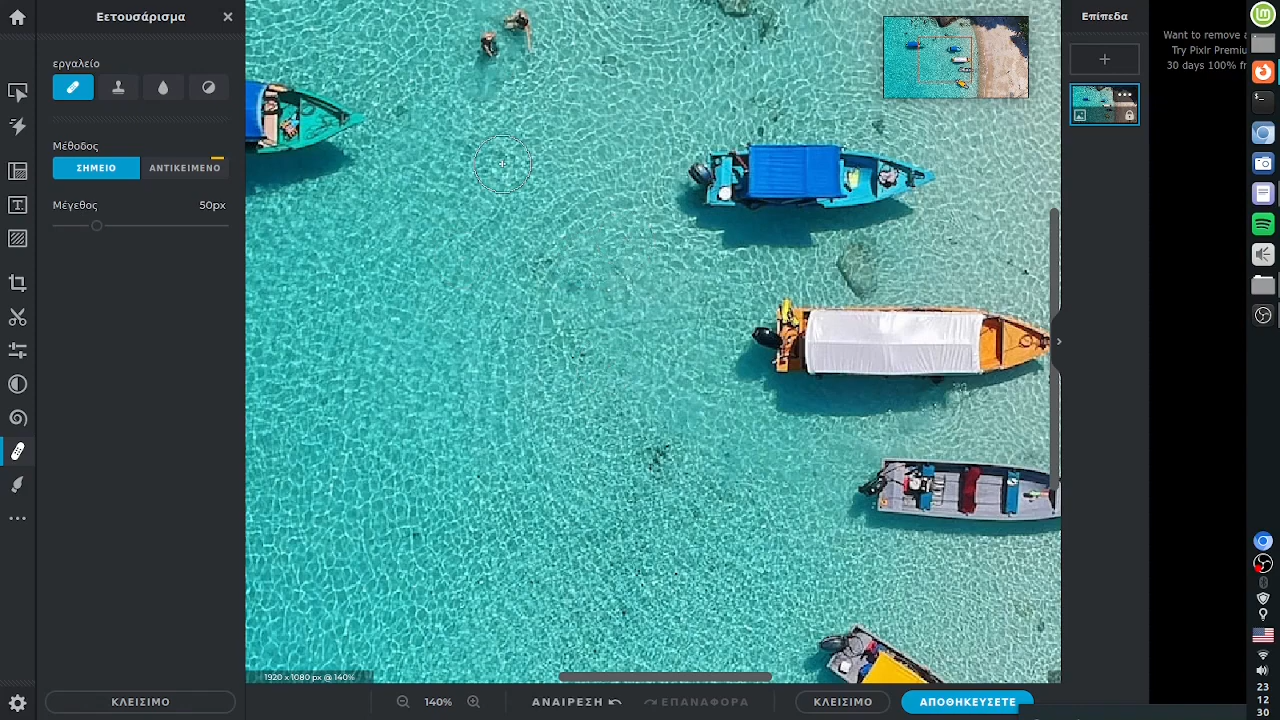 Εετουσάρισμα
εργαλείο
Μέθοδος
ΣΗΜΕΙΟ
ΑΝΤΙΚΕΙΜΕΝΟ
Μέγεθος
50px
ΚΛΕΙΣΙΜΟ
1920 x 1080 px @ 140%
140%
ΑΝΑΙΡΕΣΗ
ΕΠΑΝΑΦΟΡΑ
ΚΛΕΙΣΙΜΟ
ΑΠΟΘΗΚΕΥΣΕΤΕ
Επίπεδα
Want to remove a
Try Pixlr Premiu
30 days 100% fr
23
12
30